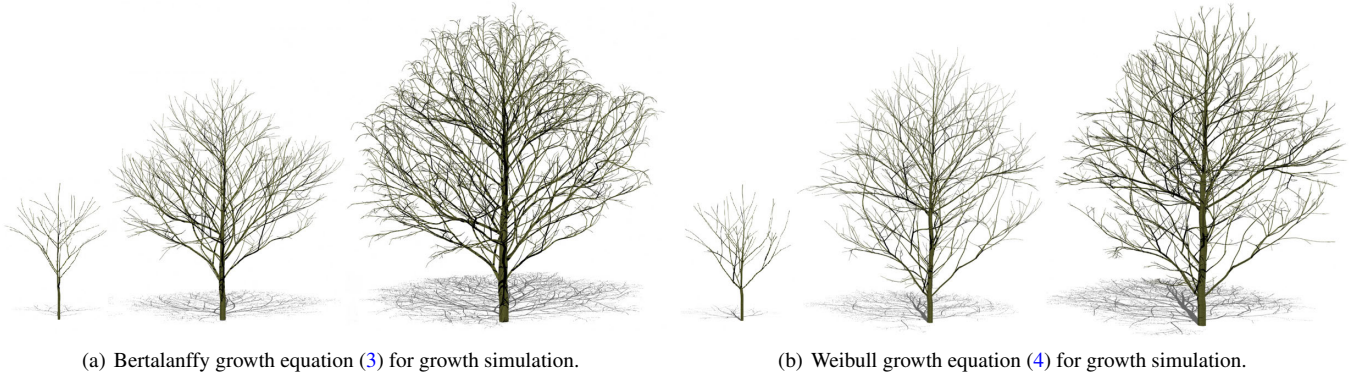 (a) Bertalanffy growth equation (3) for growth simulation.
(b) Weibull growth equation (4) for growth simulation.